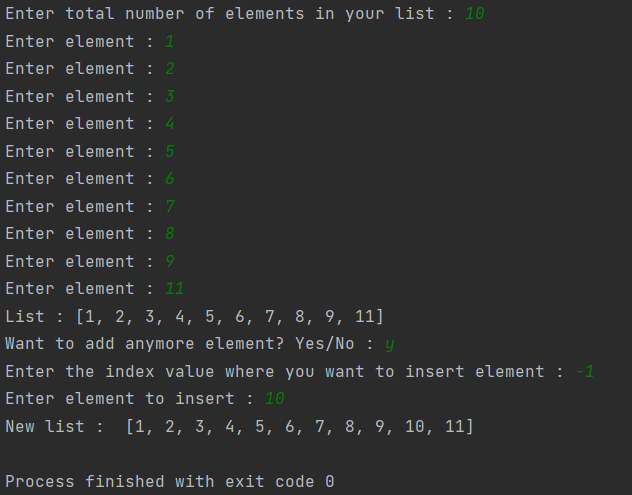 Enter total number of elements in your list : 10
Enter element : 1
Enter element : 2
Enter element : 3
Enter element : 4
Enter element : 5
Enter element : 6
Enter element : 7
Enter element : 8
Enter element : 9
Enter element : 11
List : [1, 2, 3, 4, 5, 6, 7, 8, 9, 11]
Want to add anymore element? Yes/No : y
Enter the index value where you want to insert element : -1
Enter element to insert : 10
New list :  [1, 2, 3, 4, 5, 6, 7, 8, 9, 10, 11]
Process finished with exit code 0